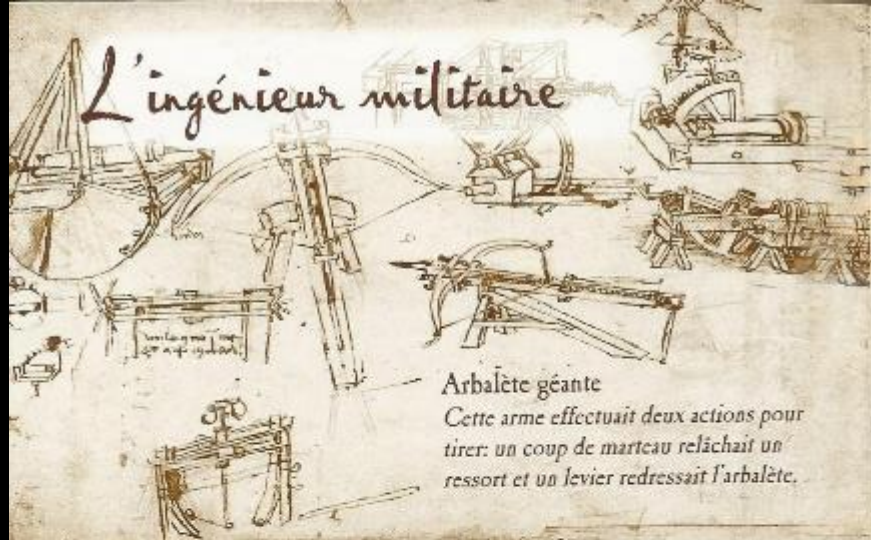 L'ingénieur militaire
Arbalète géante
Cette arme effectuait deux actions pour
tirer: un coup de marteau relâchait un
ressort et un levier redressait l'arbalète.